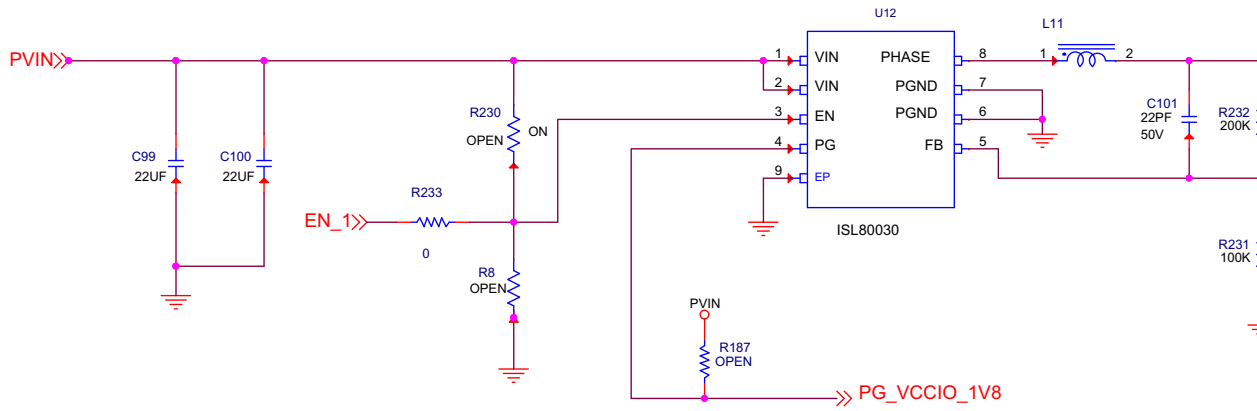 U12
L11
PVIN
1
VIN
PHASE
8
1
2
2
VIN
PGND
7
R230
OPEN
ON
3
EN
PGND
6
C101
22PF
50V
R232
200K
4
PG
FB
5
C99
22UF
C100
22UF
9
EP
R233
EN_1
0
ISL80030
R8
OPEN
R231
100K
PVIN
R187
OPEN
PG_VCCIO_1V8